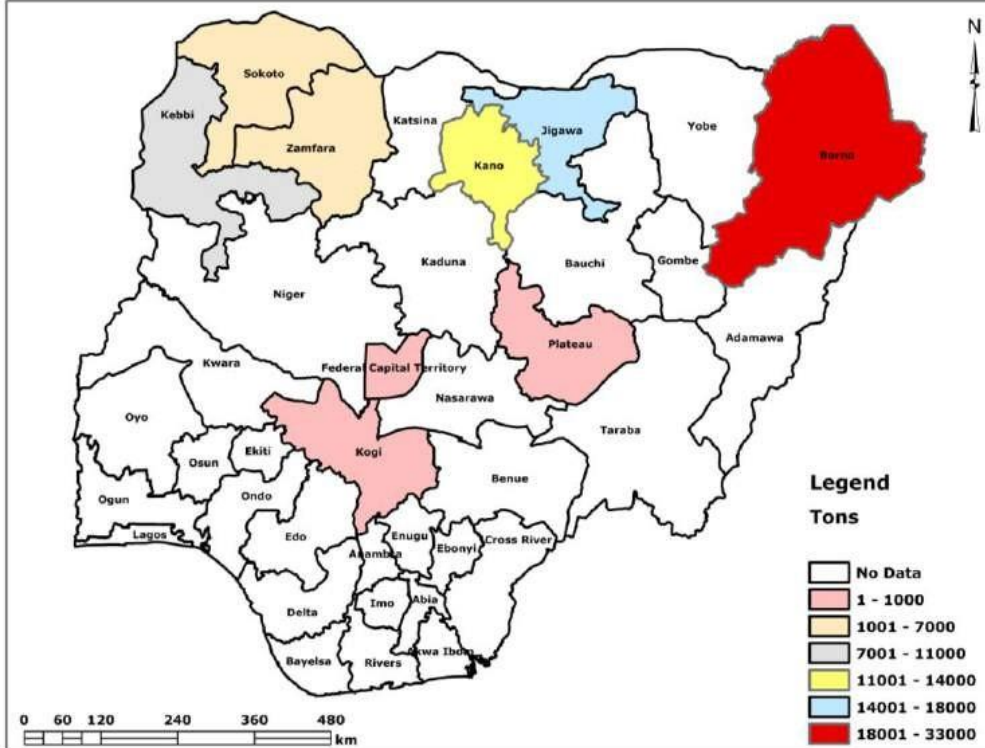 N
Sokoto
Kebbi
Katsina
Jigawa
Yobe
Borno
Zamfara
Kano
Kaduna
Bauchi
Gombe
Niger
Adamawa
Plateau
Kwara
Federal Capital Territory
Nasarawa
Oyo
Taraba
Kogi
Ekiti
Osun
Benue
Ogun
Ondo
Lagos
Edo
Enugu
Ebonyi
Cross River
Anambra
Delta
Imo
Abia
Bayelsa
Rivers
Akwa Ibom
Legend
Tons
No Data
1 - 1000
1001 - 7000
7001 - 11000
11001 - 14000
14001 - 18000
18001 - 33000
0 60 120 240 360 480
km